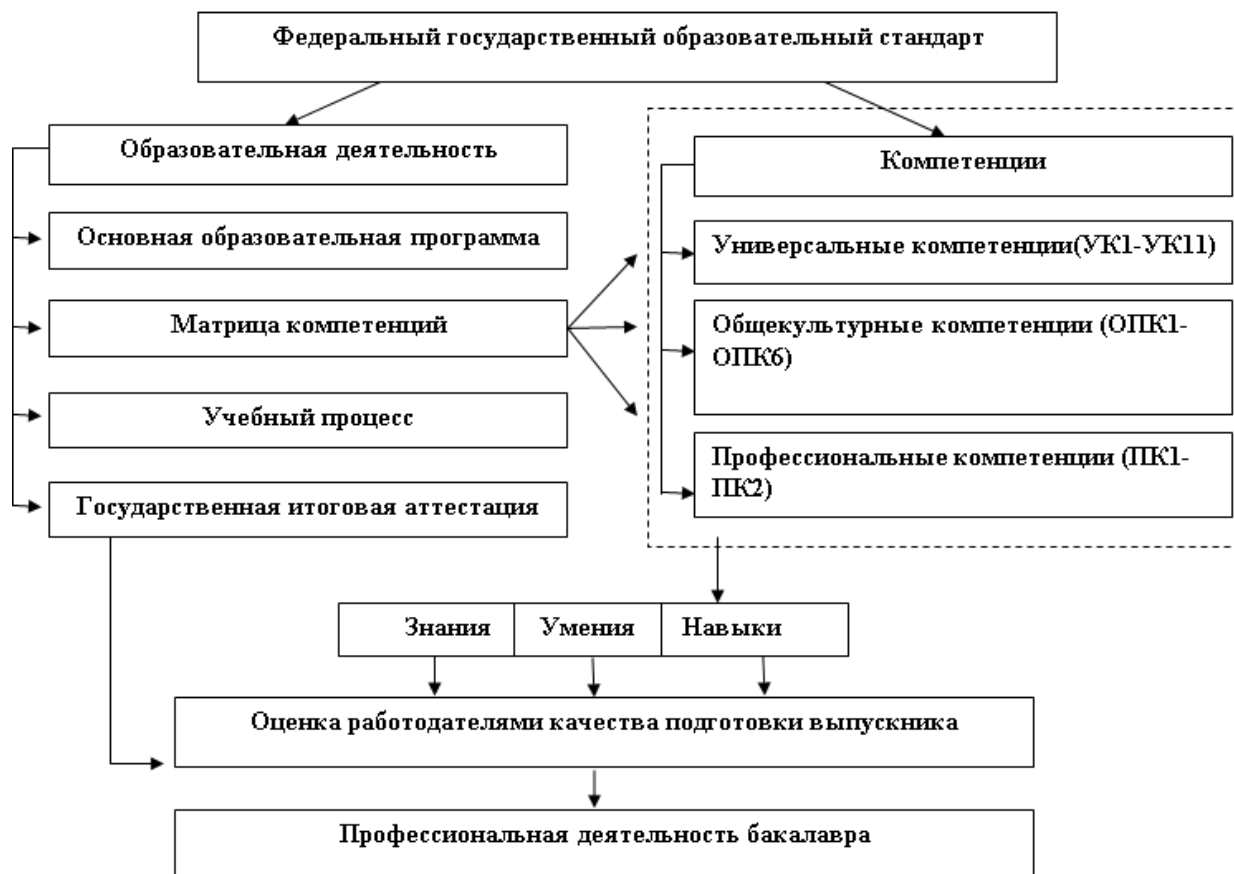 Федеральный государственный образовательный стандарт
Образовательная деятельность
Основная образовательная программа
Матрица компетенций
Учебный процесс
Государственная итоговая аттестация
Компетенции
Универсальные компетенции(УК1-УК11)
Общекультурные компетенции (ОПК1-
ОПК6)
Профессиональные компетенции (ПК1-
ПК2)
Знания
Умения
Навыки
Оценка работодателями качества подготовки выпускника
Профессиональная деятельность бакалавра